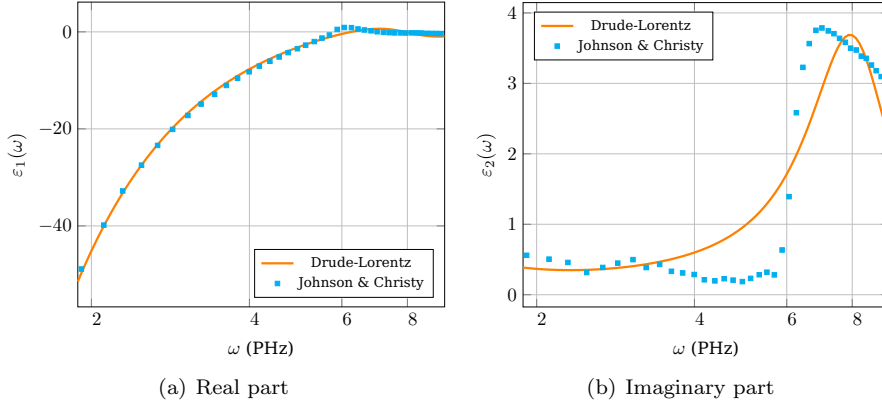 0
−20
−40
ε₁(ω)
Drude-Lorentz
Johnson & Christy
2
4
6
8
ω (PHz)
(a) Real part
4
3
2
1
0
ε₂(ω)
Drude-Lorentz
Johnson & Christy
2
4
6
8
ω (PHz)
(b) Imaginary part